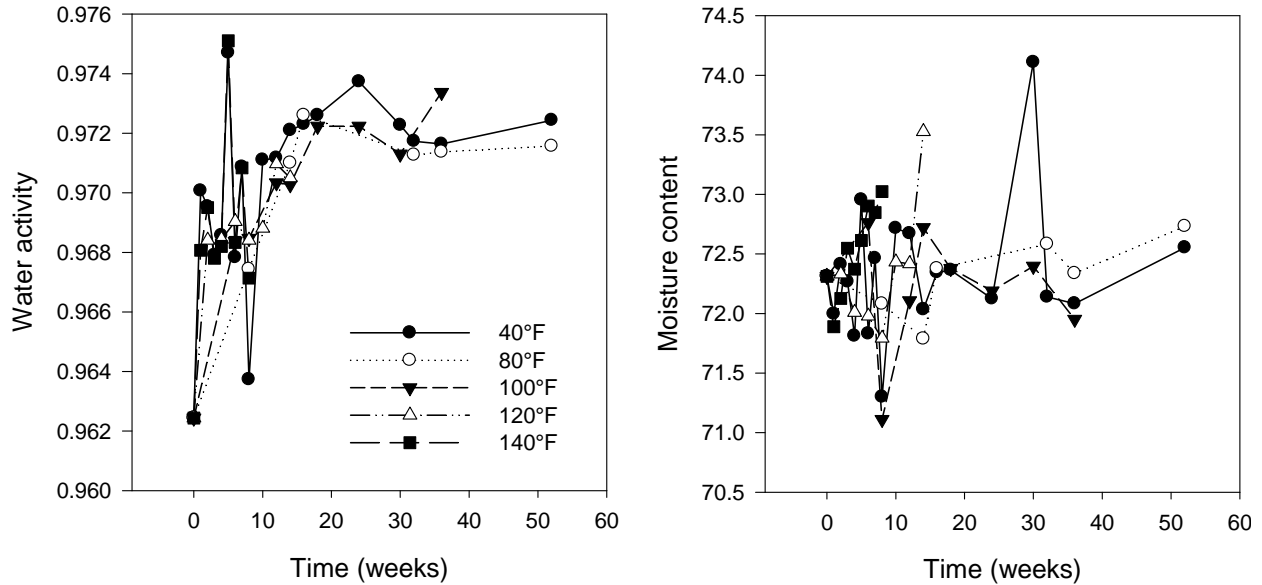 0.976
0.974
0.972
0.970
0.968
0.966
0.964
0.962
0.960
Water activity
0 10 20 30 40 50 60
Time (weeks)
40°F
80°F
100°F
120°F
140°F
74.5
74.0
73.5
73.0
72.5
72.0
71.5
71.0
70.5
Moisture content
0 10 20 30 40 50 60
Time (weeks)